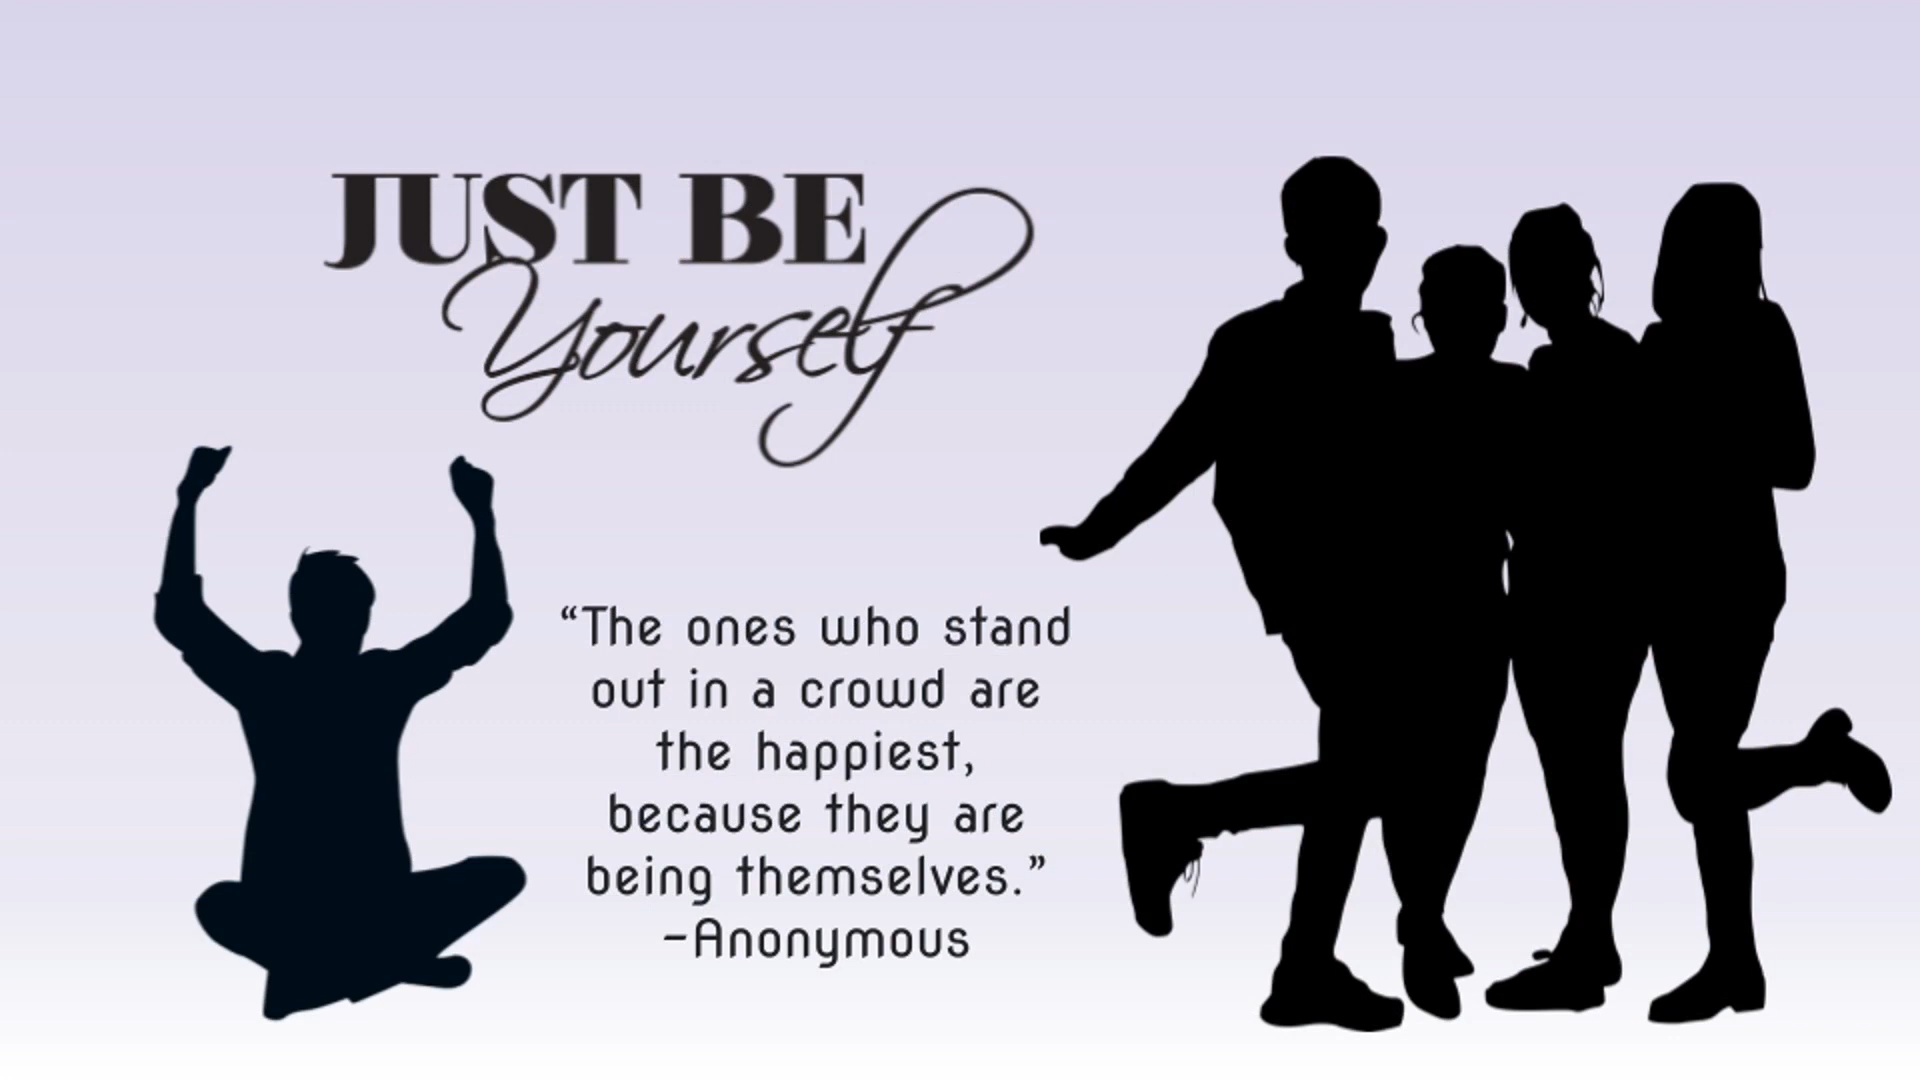 JUST BE
Yourself
“The ones who stand
out in a crowd are
the happiest,
because they are
being themselves.”
-Anonymous